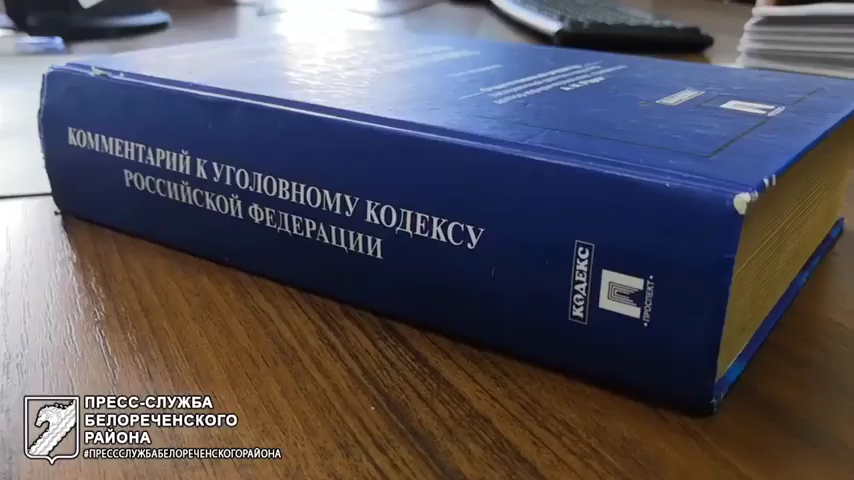 КОММЕНТАРИЙ К УГОЛОВНОМУ КОДЕКСУ
РОССИЙСКОЙ ФЕДЕРАЦИИ
КОДЕКС
ПРОСПЕКТ
ПРЕСС-СЛУЖБА
БЕЛОРЕЧЕНСКОГО
РАЙОНА
#ПРЕССЛУЖБАБЕЛОРЕЧЕНСКОГОРАЙОНА